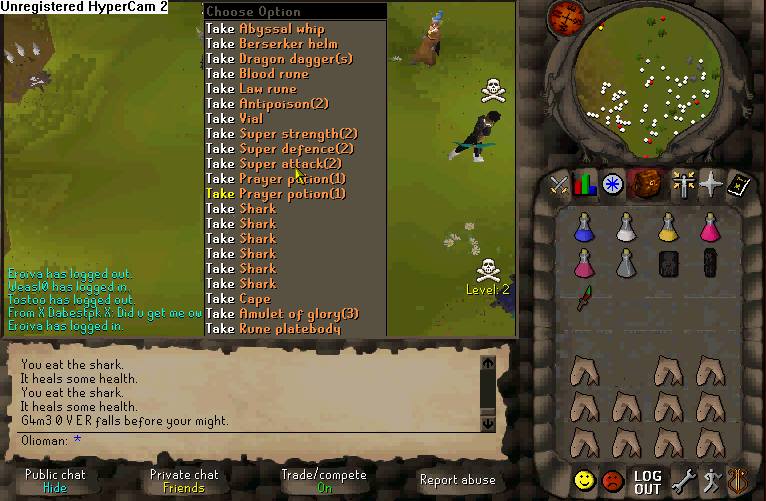 Unregistered HyperCam 2
Choose Option
Take Abyssal whip
Take Berserker helm
Take Dragon dagger(s)
Take Blood rune
Take Law rune
Take Antipoison(2)
Take Vial
Take Super strength(2)
Take Super defence(2)
Take Super attack(2)
Take Prayer potion(1)
Take Prayer potion(1)
Take Shark
Take Shark
Take Shark
Take Shark
Take Shark
Take Shark
Take Cape
Take Amulet of glory(3)
Take Rune platebody
Level: 2
Eroiva has logged out.
Weasl0 has logged in.
Tostoo has logged out.
From X Dabestpk X: Did u get me ow
Eroiva has logged in.
You eat the shark.
It heals some health.
You eat the shark.
It heals some health.
G4m3 0 V E R falls before your might.
Olioman: *
Public chat
Hide
Private chat
Friends
Trade/compete
On
Report abuse
LOG
OUT